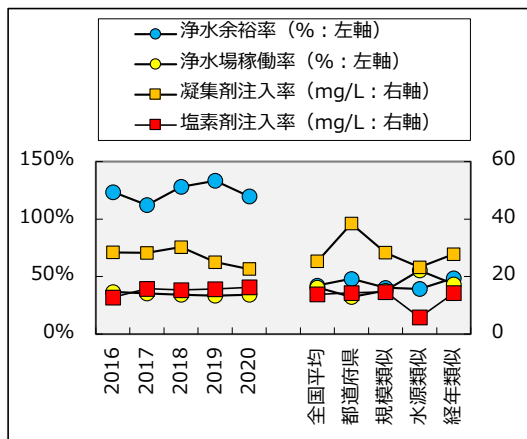 浄水余裕率（%：左軸）
浄水場稼働率（%：左軸）
凝集剤注入率（mg/L：右軸）
塩素剤注入率（mg/L：右軸）
150%
100%
50%
0%
60
40
20
0
2016
2017
2018
2019
2020
全国平均
都道府県
規模類似
水源類似
経年類似